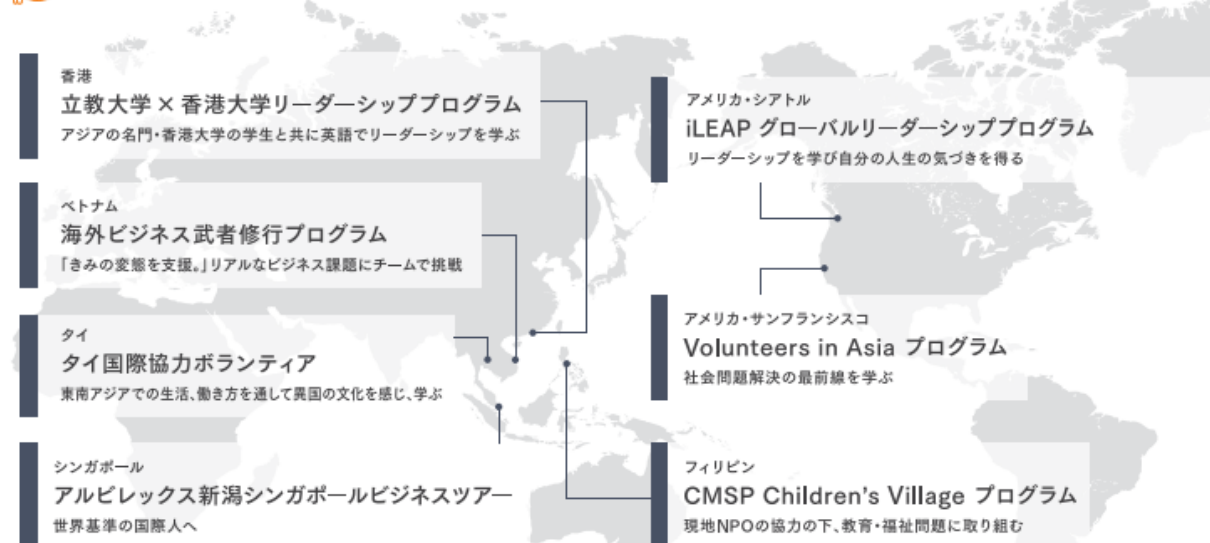 香港
立教大学 × 香港大学リーダーシッププログラム
アジアの名門・香港大学の学生と共に英語でリーダーシップを学ぶ
ベトナム
海外ビジネス武者修行プログラム
「きみの変態を支援。」リアルなビジネス課題にチームで挑戦
タイ
タイ国際協力ボランティア
東南アジアでの生活、働き方を通して異国の文化を感じ、学ぶ
シンガポール
アルビレックス新潟シンガポールビジネスツアー
世界基準の国際人へ
アメリカ・シアトル
iLEAP グローバルリーダーシッププログラム
リーダーシップを学び自分の人生の気づきを得る
アメリカ・サンフランシスコ
Volunteers in Asia プログラム
社会問題解決の最前線を学ぶ
フィリピン
CMSP Children's Village プログラム
現地NPOの協力の下、教育・福祉問題に取り組む